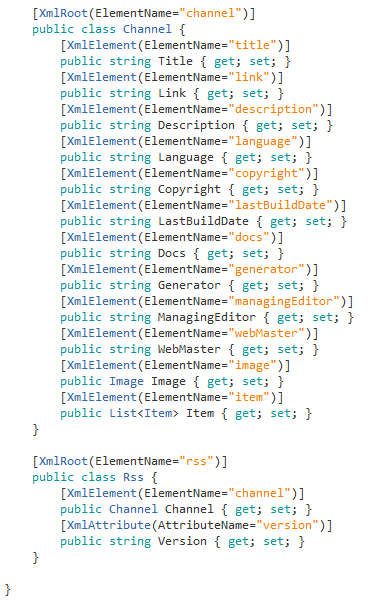 [XmlRoot(ElementName="channel")]
public class Channel {
[XmlElement(ElementName="title")]
public string Title { get; set; }
[XmlElement(ElementName="link")]
public string Link { get; set; }
[XmlElement(ElementName="description")]
public string Description { get; set; }
[XmlElement(ElementName="language")]
public string Language { get; set; }
[XmlElement(ElementName="copyright")]
public string Copyright { get; set; }
[XmlElement(ElementName="lastBuildDate")]
public string LastBuildDate { get; set; }
[XmlElement(ElementName="docs")]
public string Docs { get; set; }
[XmlElement(ElementName="generator")]
public string Generator { get; set; }
[XmlElement(ElementName="managingEditor")]
public string ManagingEditor { get; set; }
[XmlElement(ElementName="webMaster")]
public string WebMaster { get; set; }
[XmlElement(ElementName="image")]
public Image Image { get; set; }
[XmlElement(ElementName="item")]
public List<Item> Item { get; set; }
}
[XmlRoot(ElementName="rss")]
public class Rss {
[XmlElement(ElementName="channel")]
public Channel Channel { get; set; }
[XmlAttribute(AttributeName="version")]
public string Version { get; set; }
}
}